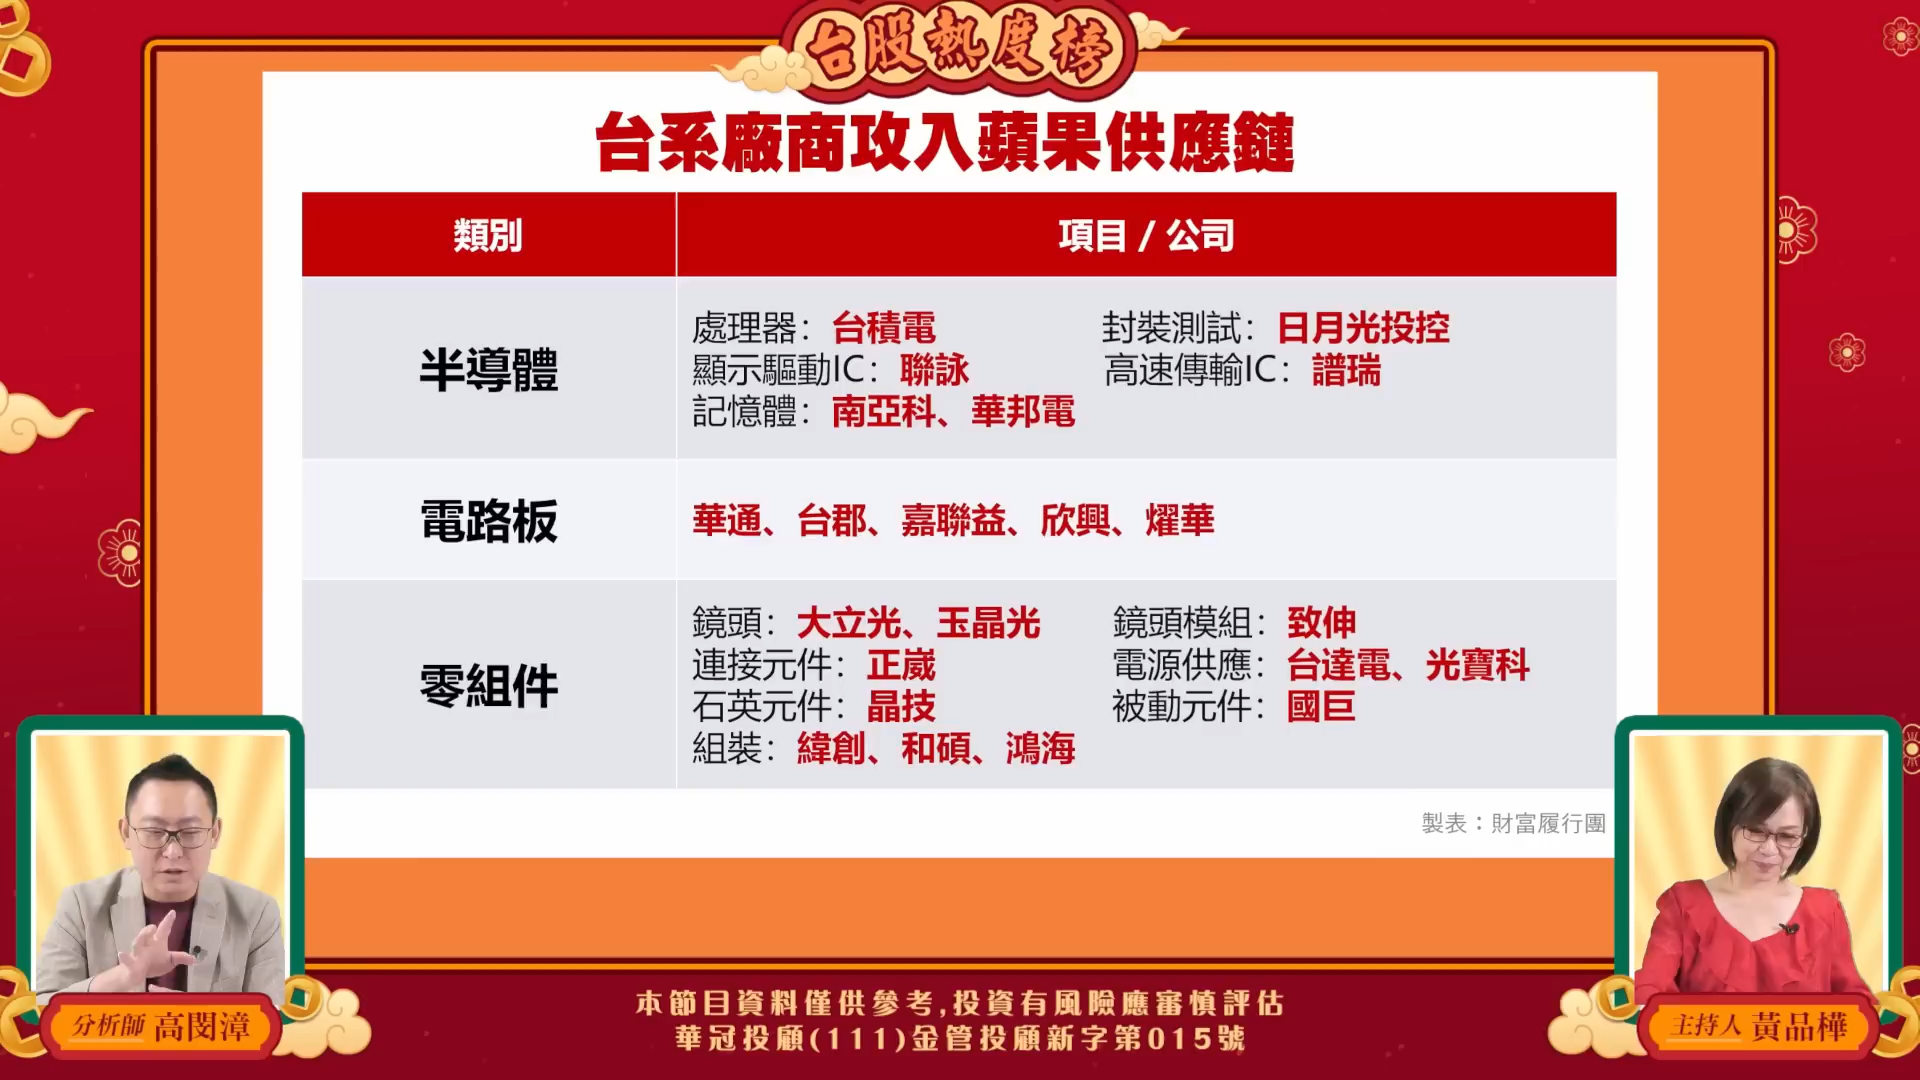 台股熱度榜
台系廠商攻入蘋果供應鏈
類別 項目 / 公司
半導體
處理器：台積電 封裝測試：日月光投控
顯示驅動IC：聯詠 高速傳輸IC：譜瑞
記憶體：南亞科、華邦電
電路板
華通、台郡、嘉聯益、欣興、燿華
零組件
鏡頭：大立光、玉晶光 鏡頭模組：致伸
連接元件：正崴 電源供應：台達電、光寶科
石英元件：晶技 被動元件：國巨
組裝：緯創、和碩、鴻海
製表：財富履行團
分析師 高閔漳
主持人 黃品樺
本節目資料僅供參考,投資有風險應審慎評估
華冠投顧(111)金管投顧新字第015號